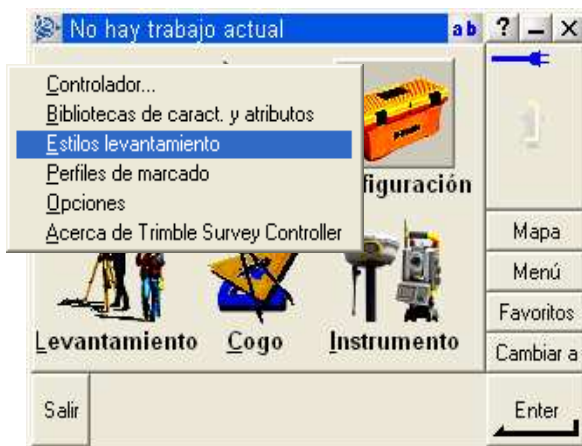 No hay trabajo actual
ab
?
Controlador...
Bibliotecas de caract. y atributos
Estilos levantamiento
Perfiles de marcado
Opciones
Acerca de Trimble Survey Controller
figuración
Levantamiento
Cogo
Instrumento
Mapa
Menú
Favoritos
Cambiar a
Salir
Enter